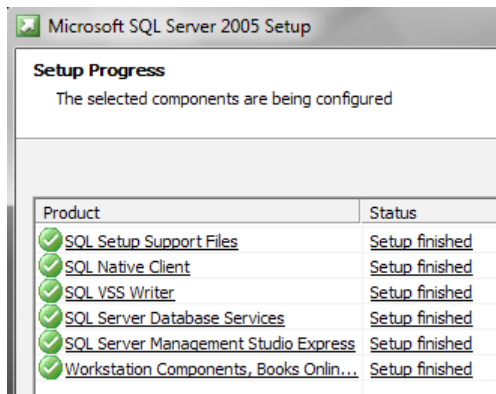 Microsoft SQL Server 2005 Setup
Setup Progress
The selected components are being configured
Product Status
SQL Setup Support Files Setup finished
SQL Native Client Setup finished
SQL VSS Writer Setup finished
SQL Server Database Services Setup finished
SQL Server Management Studio Express Setup finished
Workstation Components, Books Onlin... Setup finished